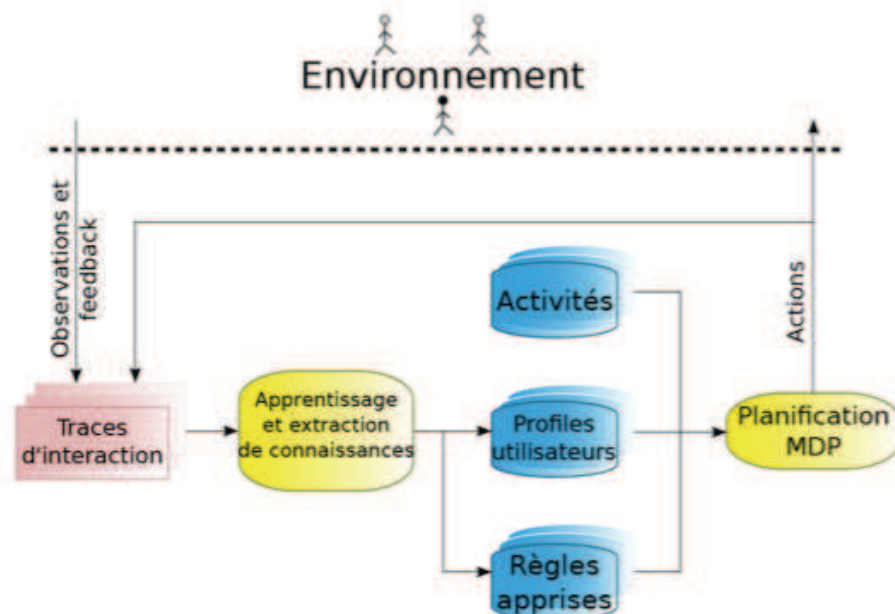 Environnement
Observations et
feedback
Actions
Activités
Traces
d'interaction
Apprentissage
et extraction
de connaissances
Profiles
utilisateurs
Planification
MDP
Règles
apprises